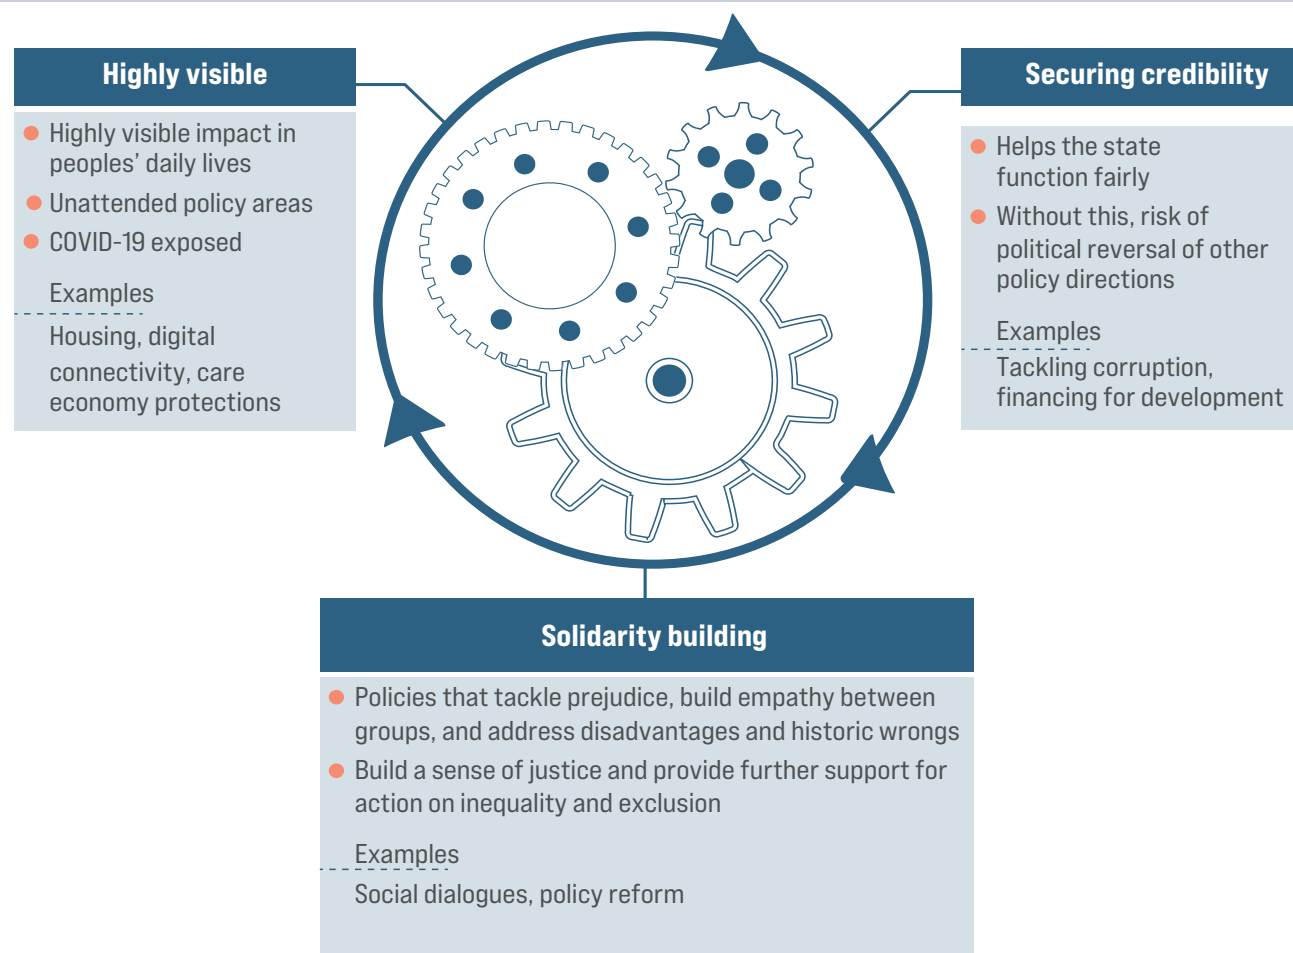 Highly visible
Highly visible impact in
peoples’ daily lives
Unattended policy areas
COVID-19 exposed
Examples
Housing, digital
connectivity, care
economy protections
Securing credibility
Helps the state
function fairly
Without this, risk of
political reversal of other
policy directions
Examples
Tackling corruption,
financing for development
Solidarity building
Policies that tackle prejudice, build empathy between
groups, and address disadvantages and historic wrongs
Build a sense of justice and provide further support for
action on inequality and exclusion
Examples
Social dialogues, policy reform